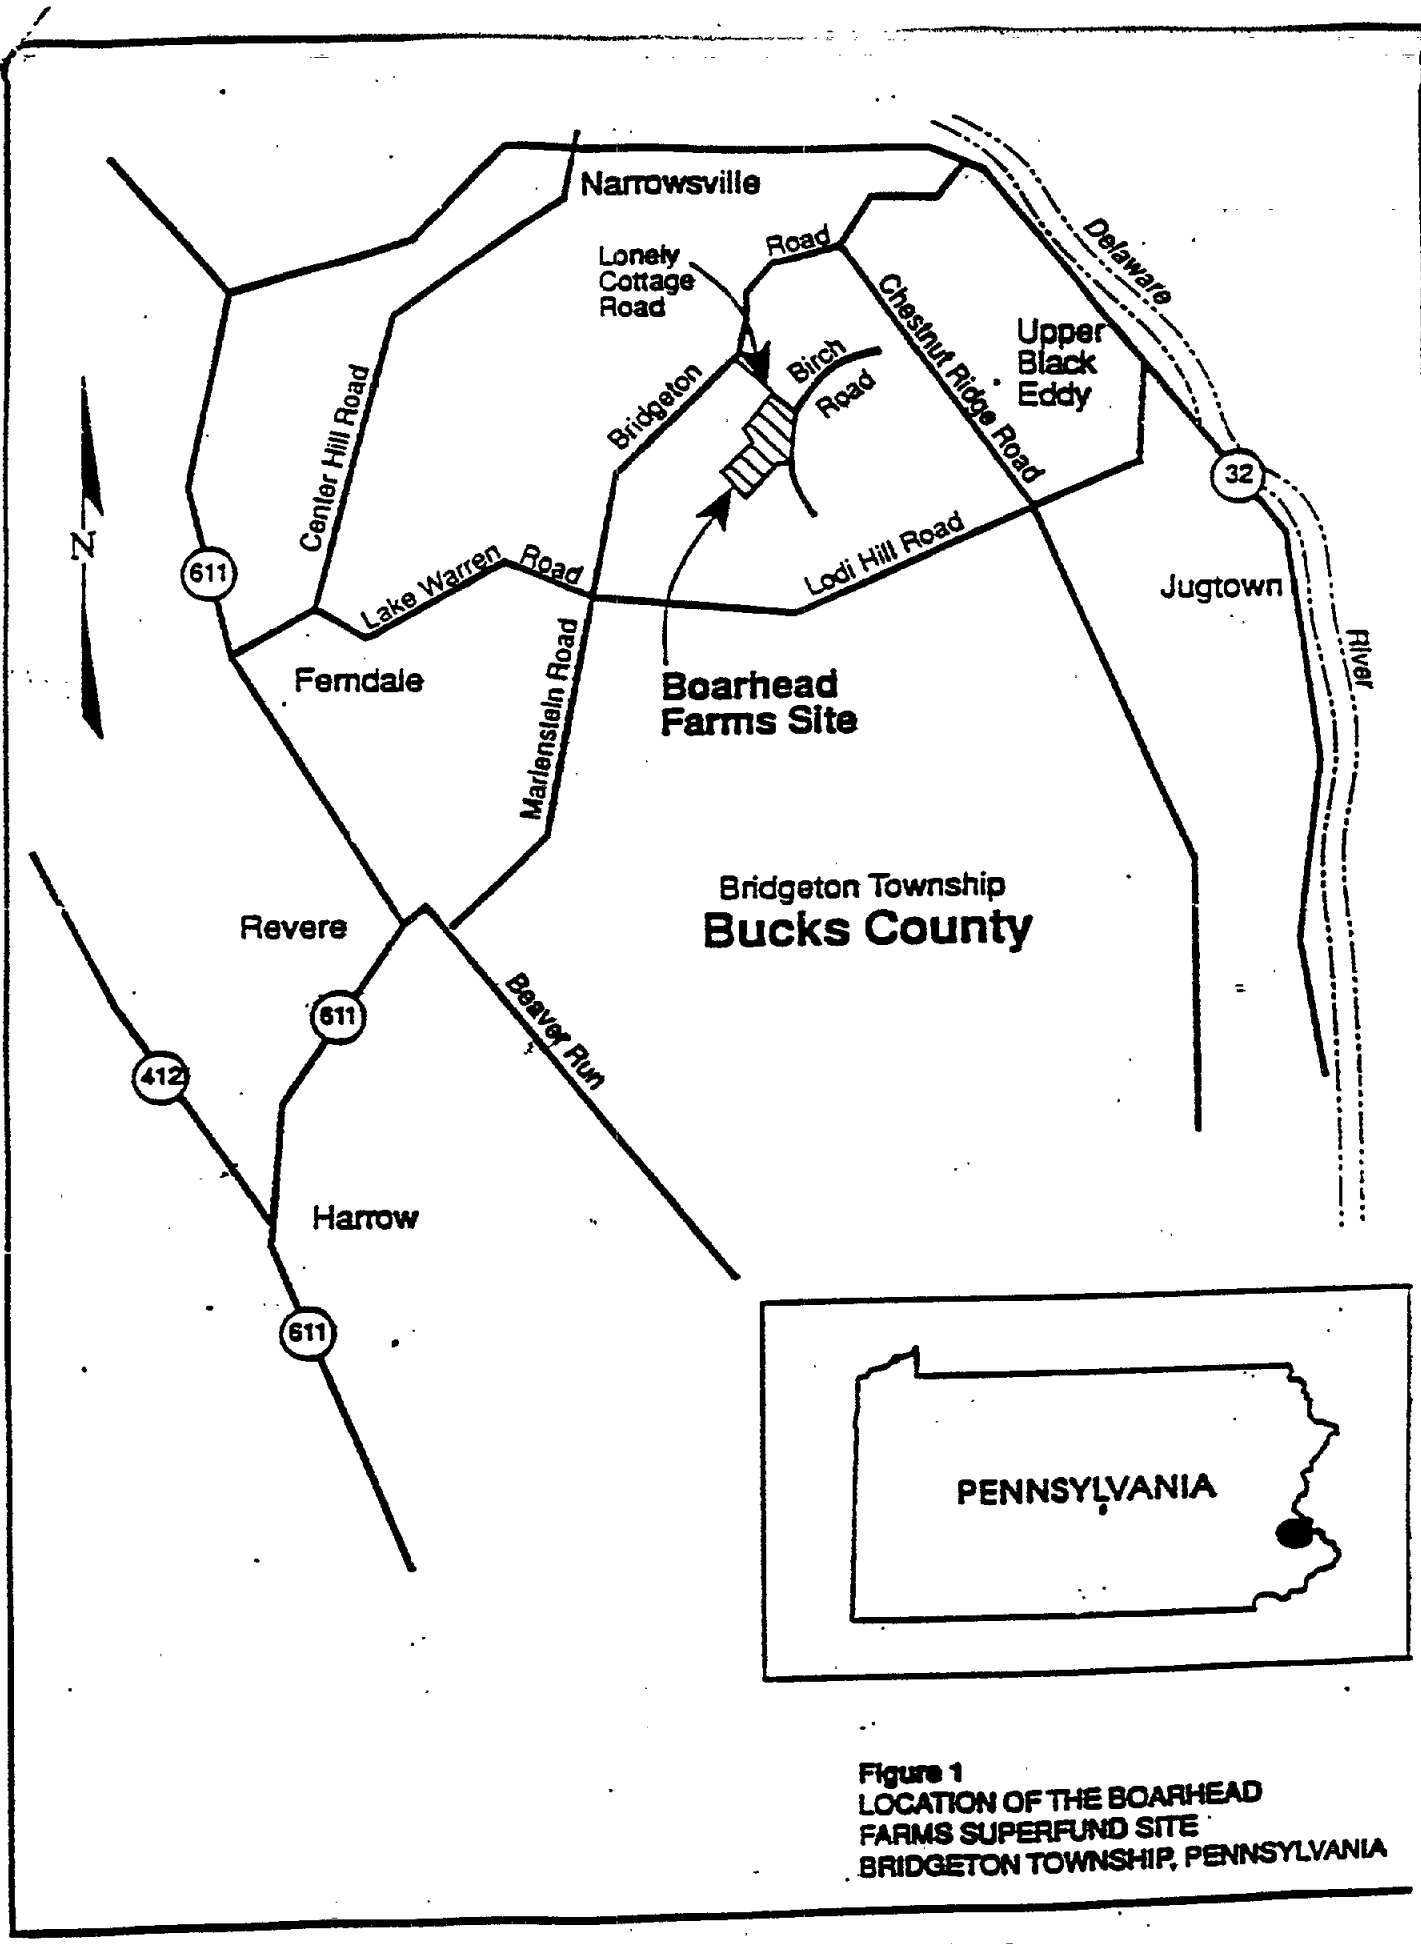 Narrowsville
Delaware
Road
Lonely
Cottage
Road
Chestnut Ridge Road
Upper
Black
Eddy
Birch
Road
Bridgeton
Center Hill Road
32
N
611
Lake Warren Road
Lodi Hill Road
Jugtown
River
Ferndale
Marienstein Road
Boarhead
Farms Site
Bridgeton Township
Bucks County
Revere
Beaver Run
611
412
Harrow
611
PENNSYLVANIA
Figure 1
LOCATION OF THE BOARHEAD
FARMS SUPERFUND SITE
BRIDGETON TOWNSHIP, PENNSYLVANIA